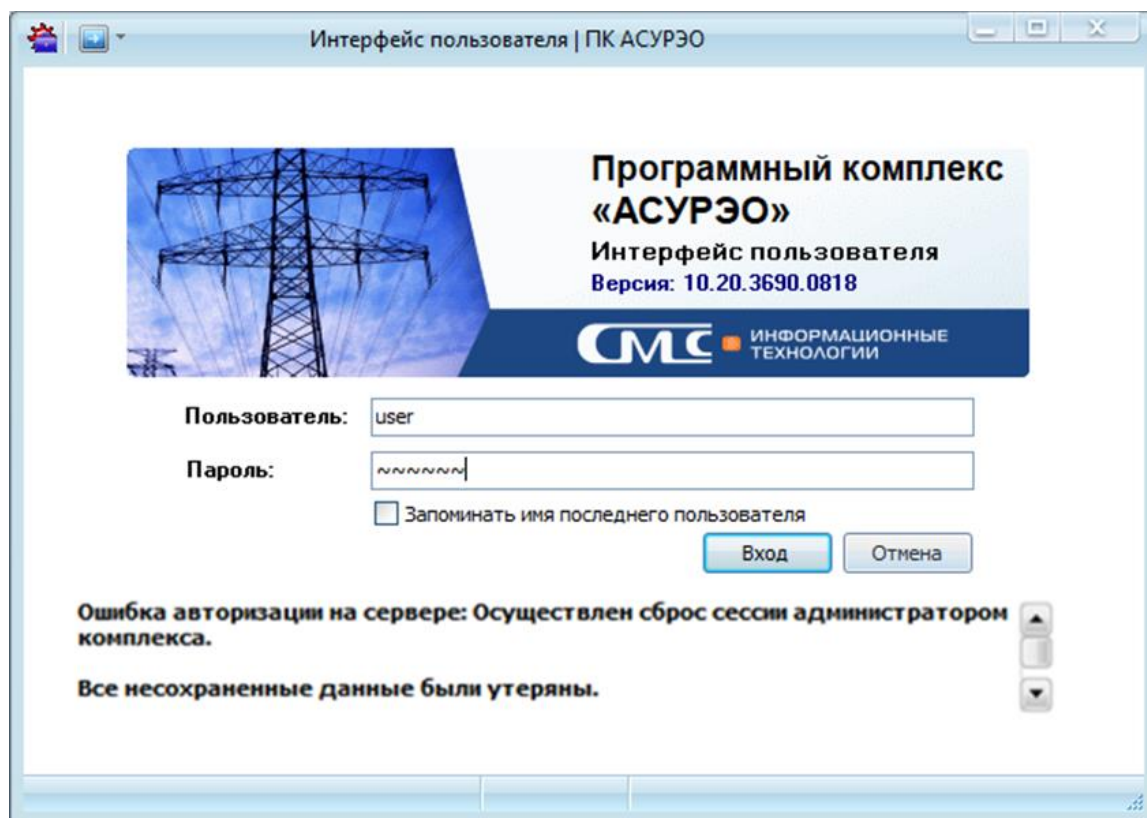 Интерфейс пользователя | ПК АСУРЭО
Программный комплекс
«АСУРЭО»
Интерфейс пользователя
Версия: 10.20.3690.0818
СМС ИНФОРМАЦИОННЫЕ
ТЕХНОЛОГИИ
Пользователь: user
Пароль: ~~~~~~
Запоминать имя последнего пользователя
Вход Отмена
Ошибка авторизации на сервере: Осуществлен сброс сессии администратором
комплекса.
Все несохраненные данные были утеряны.